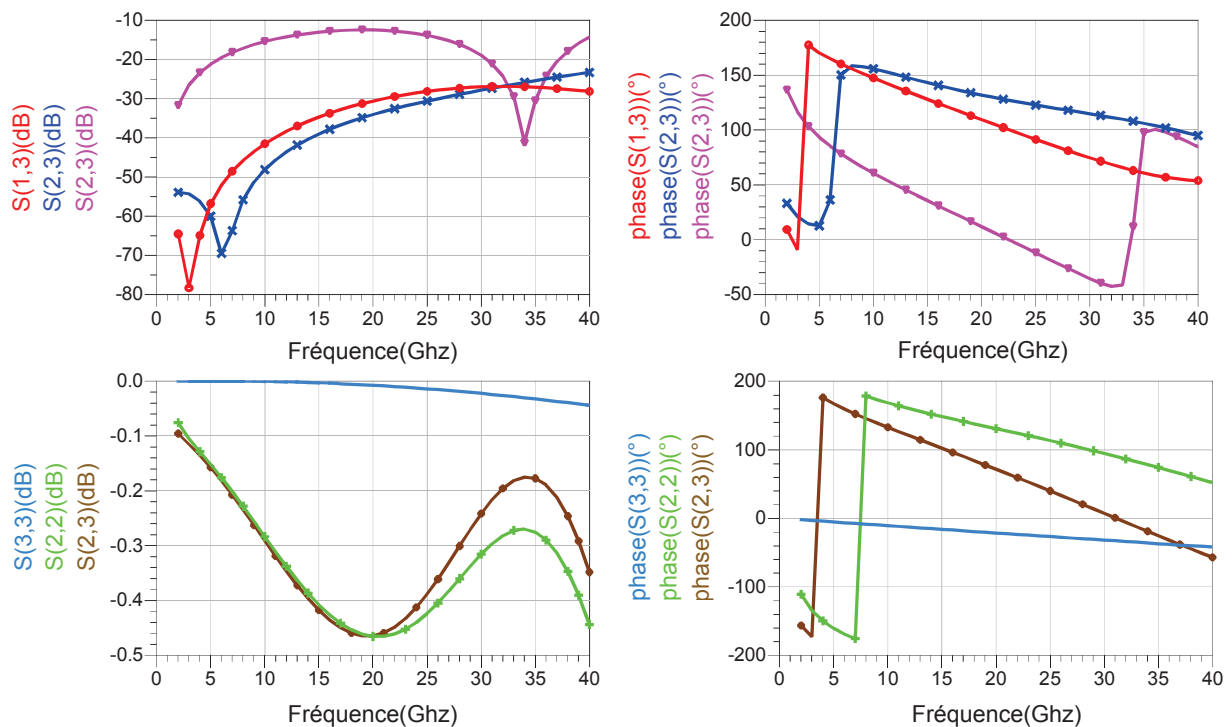 S(1,3)(dB)
S(2,3)(dB)
S(2,3)(dB)
-10
-20
-30
-40
-50
-60
-70
-80
0 5 10 15 20 25 30 35 40
Fréquence(Ghz)
phase(S(1,3))(°)
phase(S(2,3))(°)
phase(S(2,3))(°)
200
150
100
50
0
-50
0 5 10 15 20 25 30 35 40
Fréquence(Ghz)
S(3,3)(dB)
S(2,2)(dB)
S(2,3)(dB)
0.0
-0.1
-0.2
-0.3
-0.4
-0.5
0 5 10 15 20 25 30 35 40
Fréquence(Ghz)
phase(S(3,3))(°)
phase(S(2,2))(°)
phase(S(2,3))(°)
200
100
0
-100
-200
0 5 10 15 20 25 30 35 40
Fréquence(Ghz)